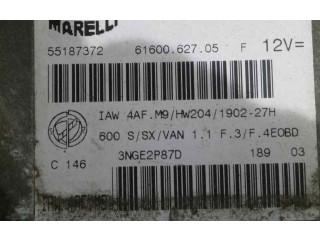 MARELLI
55187372 61600.627.05 F 12V=
IAW 4AF.M9/HW204/1902-27H
600 S/SX/VAN 1.1 F.3/F.4EOBD
C 146 3NGE2P87D 189 03